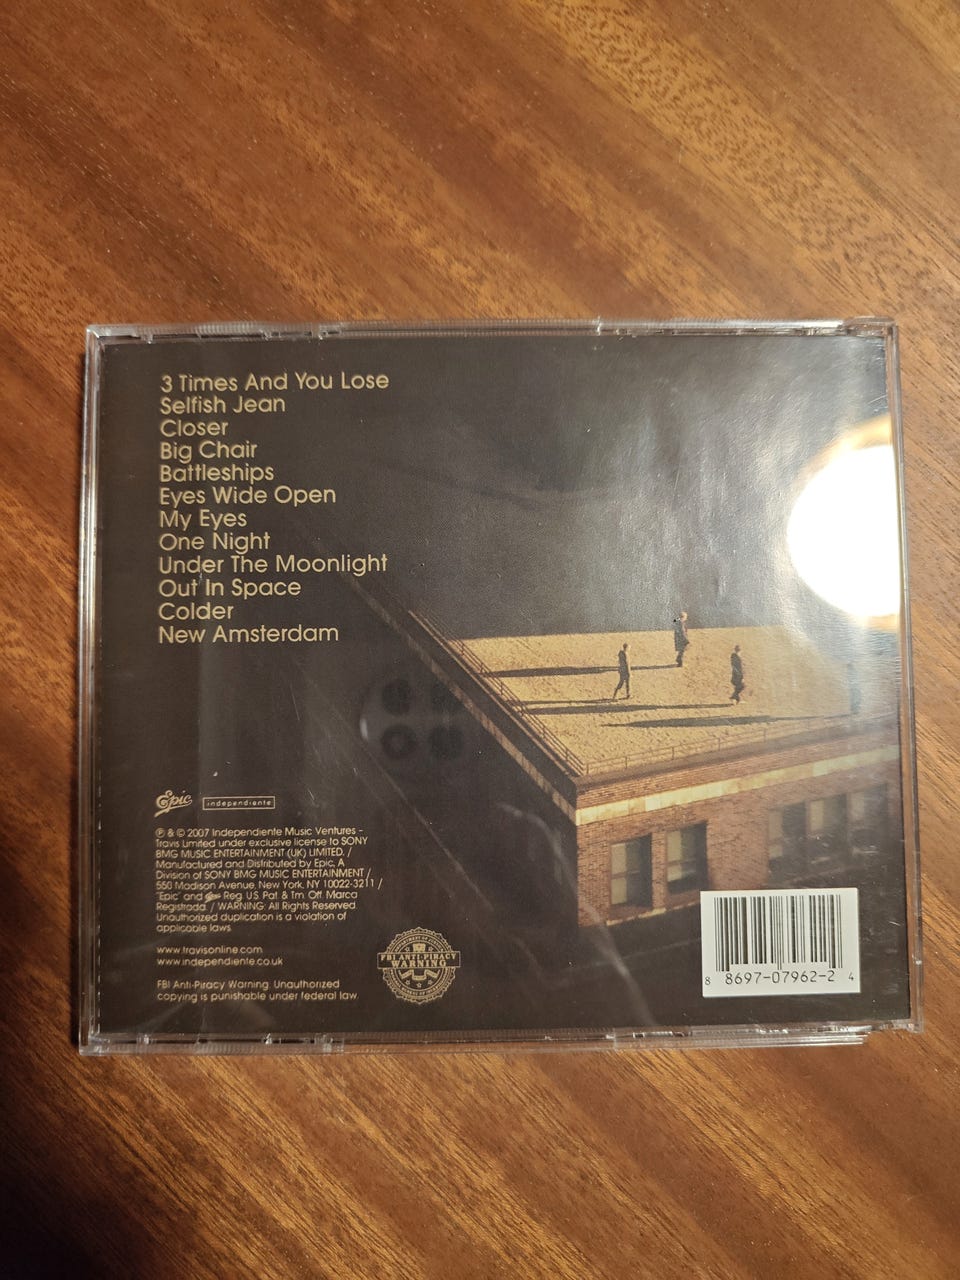 3 Times And You Lose
Selfish Jean
Closer
Big Chair
Battleships
Eyes Wide Open
My Eyes
One Night
Under The Moonlight
Out In Space
Colder
New Amsterdam
Epic
independiente
℗ & © 2007 Independiente Music Ventures -
Travis Limited under exclusive license to SONY
BMG MUSIC ENTERTAINMENT (UK) LIMITED. /
Manufactured and Distributed by Epic, A
Division of SONY BMG MUSIC ENTERTAINMENT /
550 Madison Avenue, New York, NY 10022-3211 /
"Epic" and Epic Reg. U.S. Pat. & Tm. Off. Marca
Registrada. / WARNING: All Rights Reserved.
Unauthorized duplication is a violation of
applicable laws.
www.travisonline.com
www.independiente.co.uk
FBI Anti-Piracy Warning: Unauthorized
copying is punishable under federal law.
FBI ANTI-PIRACY
WARNING
8 8697-07962-2 4